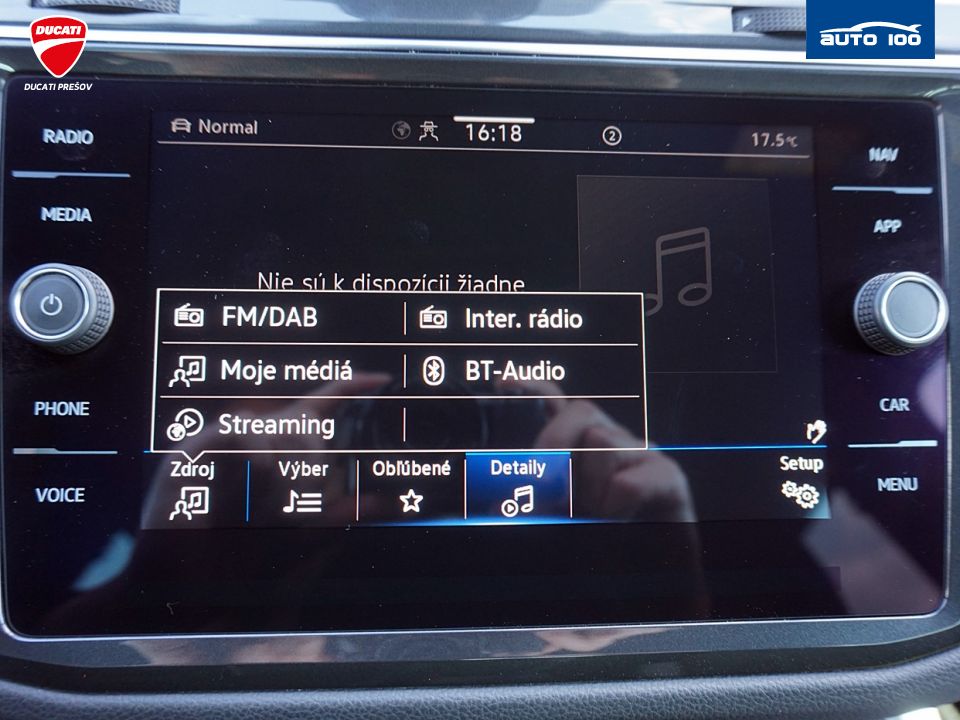 DUCATI
DUCATI PREŠOV
AUTO 100
RADIO
MEDIA
PHONE
VOICE
Normal
16:18
2
17.5°C
Nie sú k dispozícii žiadne
FM/DAB
Inter. rádio
Moje médiá
BT-Audio
Streaming
Zdroj
Výber
Obľúbené
Detaily
Setup
NAV
APP
CAR
MENU